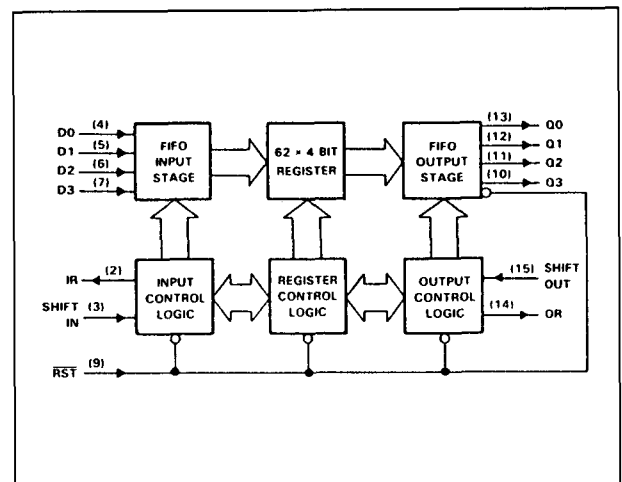 D0 (4)
D1 (5)
D2 (6)
D3 (7)
FIFO
INPUT
STAGE
62 × 4 BIT
REGISTER
FIFO
OUTPUT
STAGE
(13) Q0
(12) Q1
(11) Q2
(10) Q3
IR (2)
SHIFT
IN (3)
INPUT
CONTROL
LOGIC
REGISTER
CONTROL
LOGIC
OUTPUT
CONTROL
LOGIC
(15) SHIFT
OUT
(14) OR
RST (9)